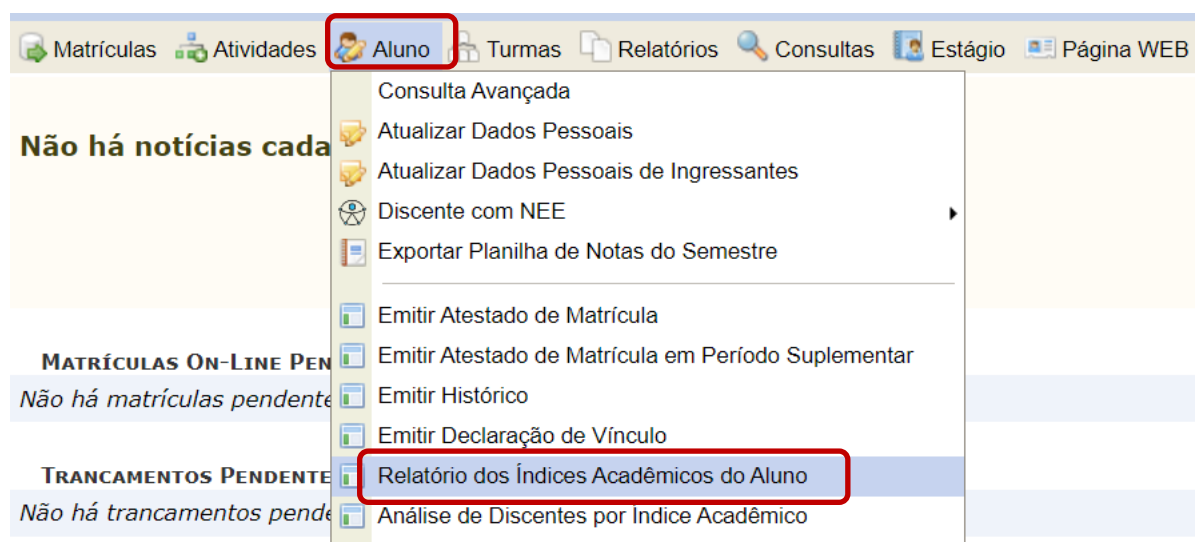 Matrículas Atividades Aluno Turmas Relatórios Consultas Estágio Página WEB
Consulta Avançada
Atualizar Dados Pessoais
Não há notícias cada
Atualizar Dados Pessoais de Ingressantes
Discente com NEE
Exportar Planilha de Notas do Semestre
Emitir Atestado de Matrícula
Emitir Atestado de Matrícula em Período Suplementar
MATRÍCULAS ON-LINE PEN
Não há matrículas pendente
Emitir Histórico
Emitir Declaração de Vínculo
TRANCAMENTOS PENDENTE
Relatório dos Índices Acadêmicos do Aluno
Não há trancamentos pende
Análise de Discentes por Indice Acadêmico